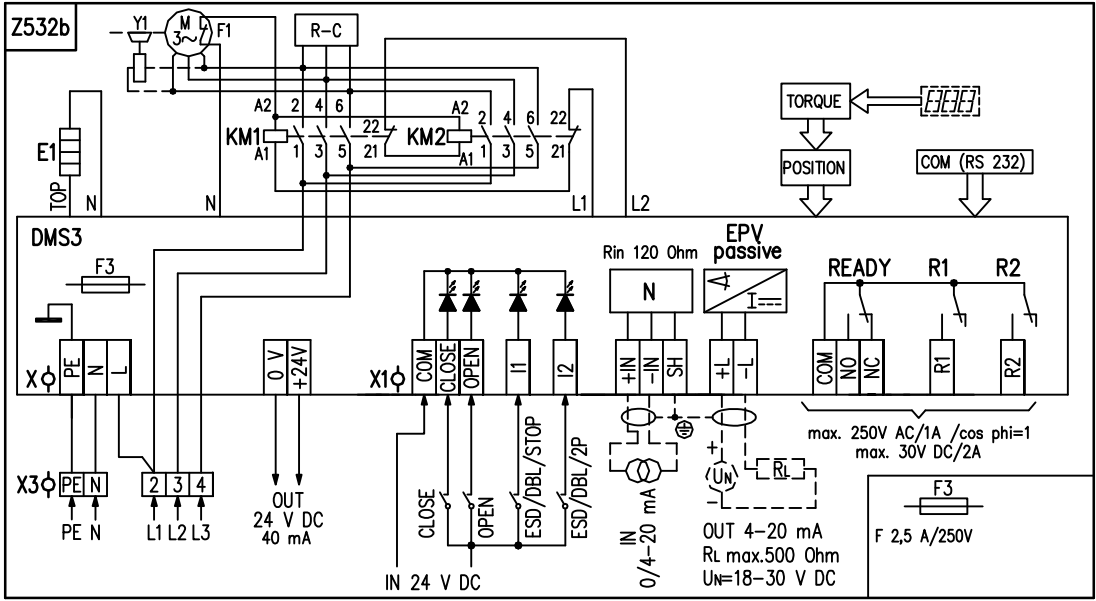 Z532b
Y1
M
3~
F1
R-C
A2 2 4 6
22
A2
2 4 6 22
KM1
KM2
A1 1 3 5 21
A1 1 3 5 21
E1
TOP
N
N
L1
L2
TORQUE
POSITION
COM (RS 232)
DMS3
F3
Rin 120 Ohm
N
EPV
passive
I
READY R1 R2
X
PE
N
L
0 V
+24V
X1
COM
CLOSE
OPEN
I1
I2
+IN
-IN
SH
+L
-L
COM
NO
NC
R1
R2
max. 250V AC/1A /cos phi=1
max. 30V DC/2A
X3
PE N
2 3 4
PE N
L1 L2 L3
OUT
24 V DC
40 mA
CLOSE
OPEN
ESD/DBL/STOP
ESD/DBL/2P
IN 24 V DC
IN
0/4-20 mA
+
UN
-
RL
OUT 4-20 mA
RL max.500 Ohm
UN=18-30 V DC
F3
F 2,5 A/250V